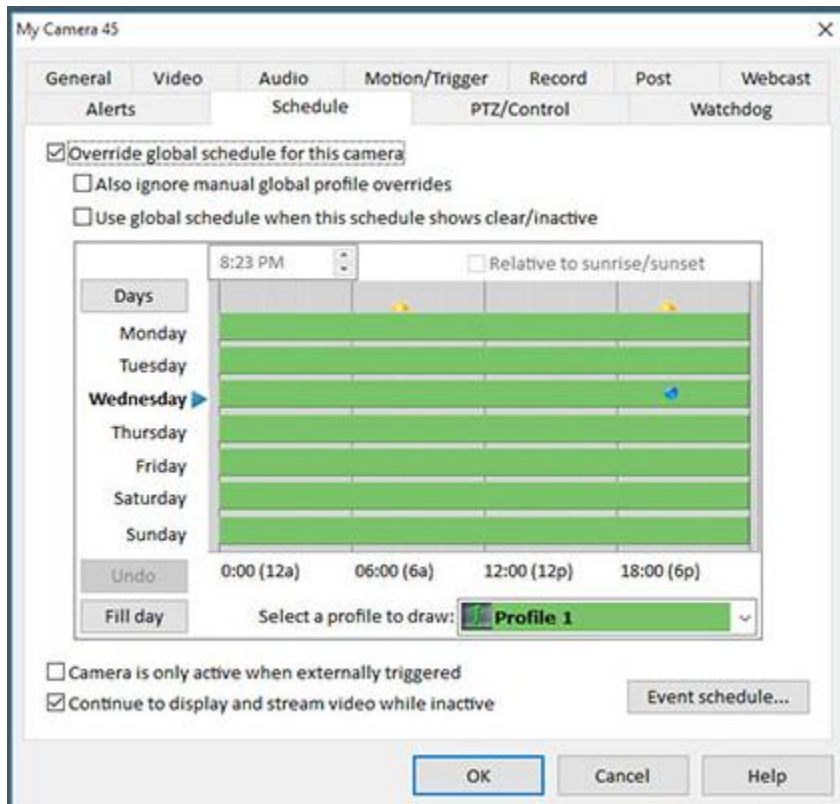 My Camera 45
General Video Audio Motion/Trigger Record Post Webcast
Alerts Schedule PTZ/Control Watchdog
Override global schedule for this camera
Also ignore manual global profile overrides
Use global schedule when this schedule shows clear/inactive
8:23 PM Relative to sunrise/sunset
Days
Monday
Tuesday
Wednesday
Thursday
Friday
Saturday
Sunday
Undo 0:00 (12a) 06:00 (6a) 12:00 (12p) 18:00 (6p)
Fill day Select a profile to draw: 1 Profile 1
Camera is only active when externally triggered
Continue to display and stream video while inactive
Event schedule...
OK Cancel Help